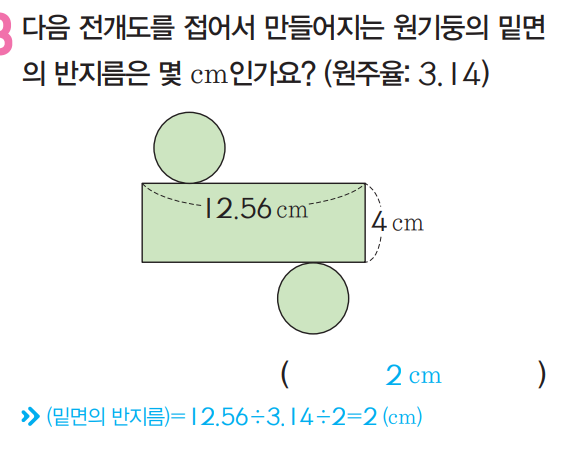 3 다음 전개도를 접어서 만들어지는 원기둥의 밑면
의 반지름은 몇 cm인가요? (원주율: 3.14)
12.56 cm
4 cm
( 2 cm )
» (밑면의 반지름)=12.56÷3.14÷2=2 (cm)